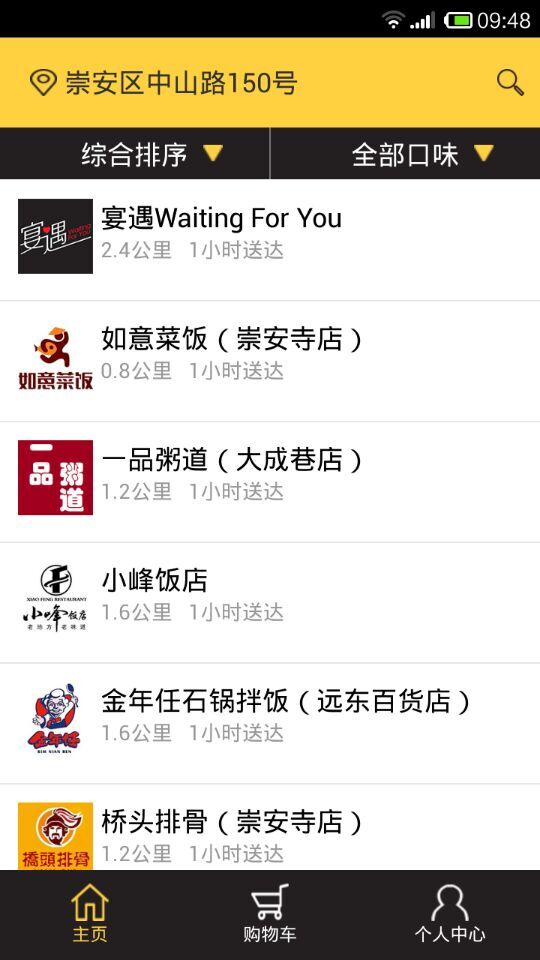 09:48
崇安区中山路150号
综合排序 全部口味
宴遇
Waiting
For You
宴遇Waiting For You
2.4公里 1小时送达
如意菜饭
如意菜饭（崇安寺店）
0.8公里 1小时送达
一品粥道
一品粥道（大成巷店）
1.2公里 1小时送达
XIAO FENG RESTAURANT
小峰饭店
老地方老味道
小峰饭店
1.6公里 1小时送达
金年任
KIM NIAN REN
金年任石锅拌饭（远东百货店）
1.6公里 1小时送达
橋頭排骨
桥头排骨（崇安寺店）
1.2公里 1小时送达
主页 购物车 个人中心